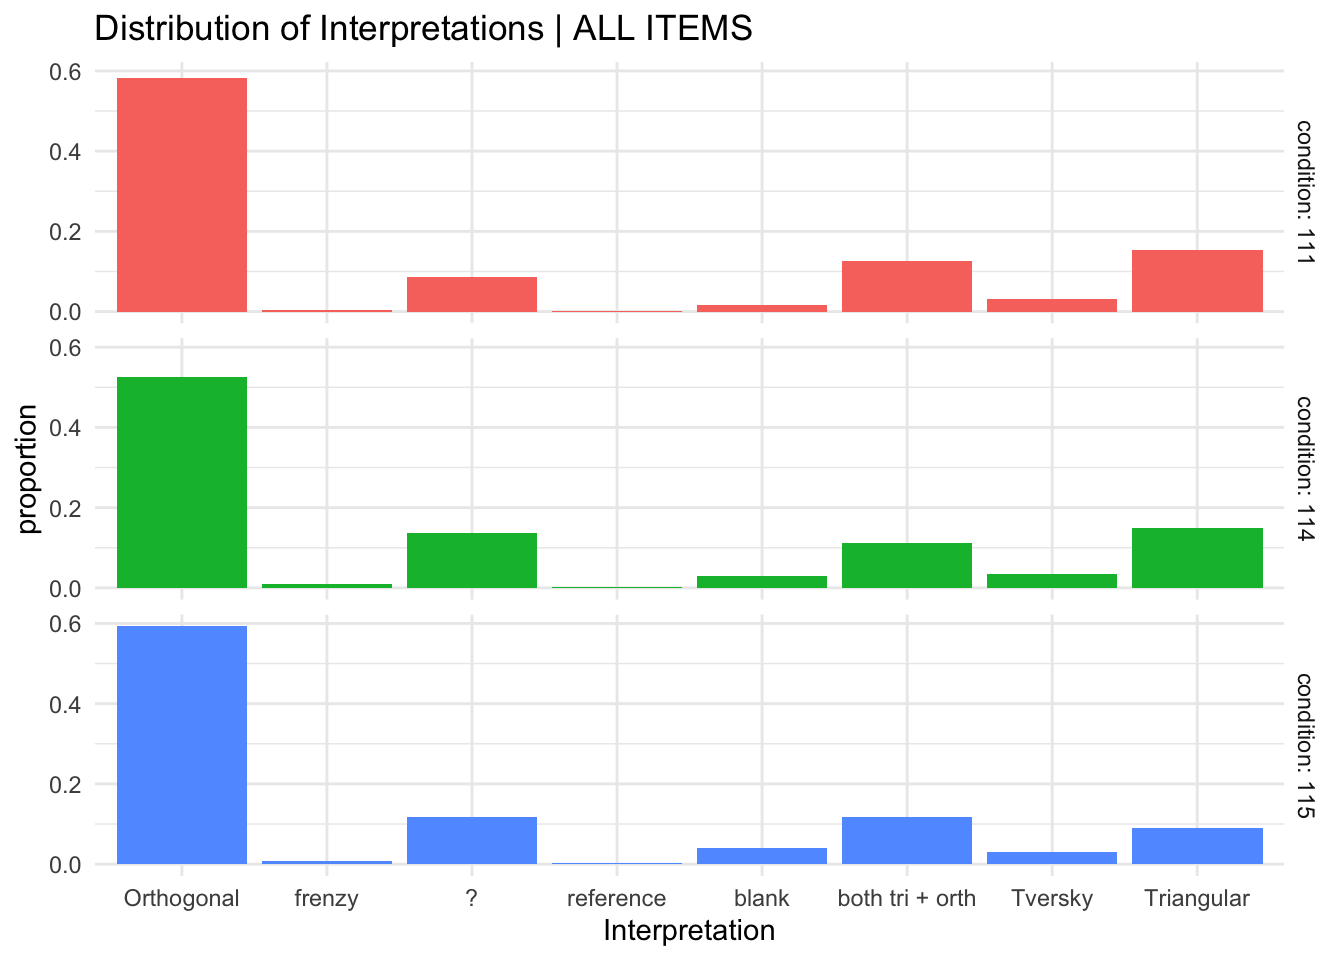 Distribution of Interpretations | ALL ITEMS
0.6
0.4
0.2
0.0
condition: 111
0.6
0.4
0.2
0.0
condition: 114
0.6
0.4
0.2
0.0
condition: 115
proportion
Orthogonal frenzy ? reference blank both tri + orth Tversky Triangular
Interpretation